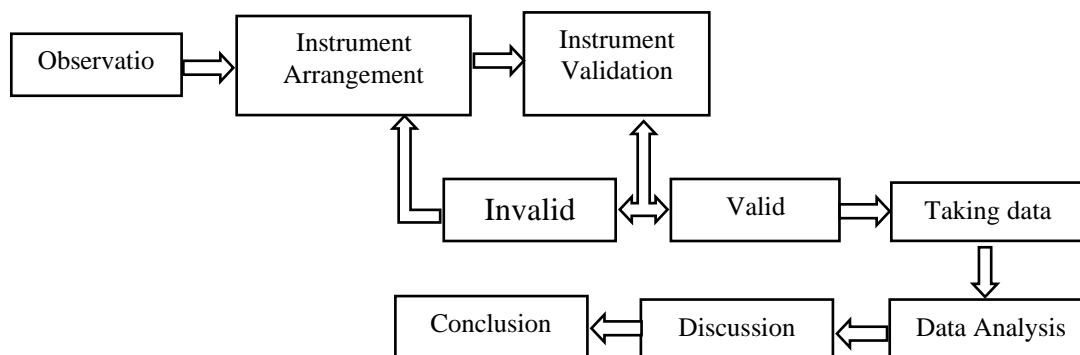 Observatio
Instrument
Arrangement
Instrument
Validation
Invalid
Valid
Taking data
Conclusion
Discussion
Data Analysis